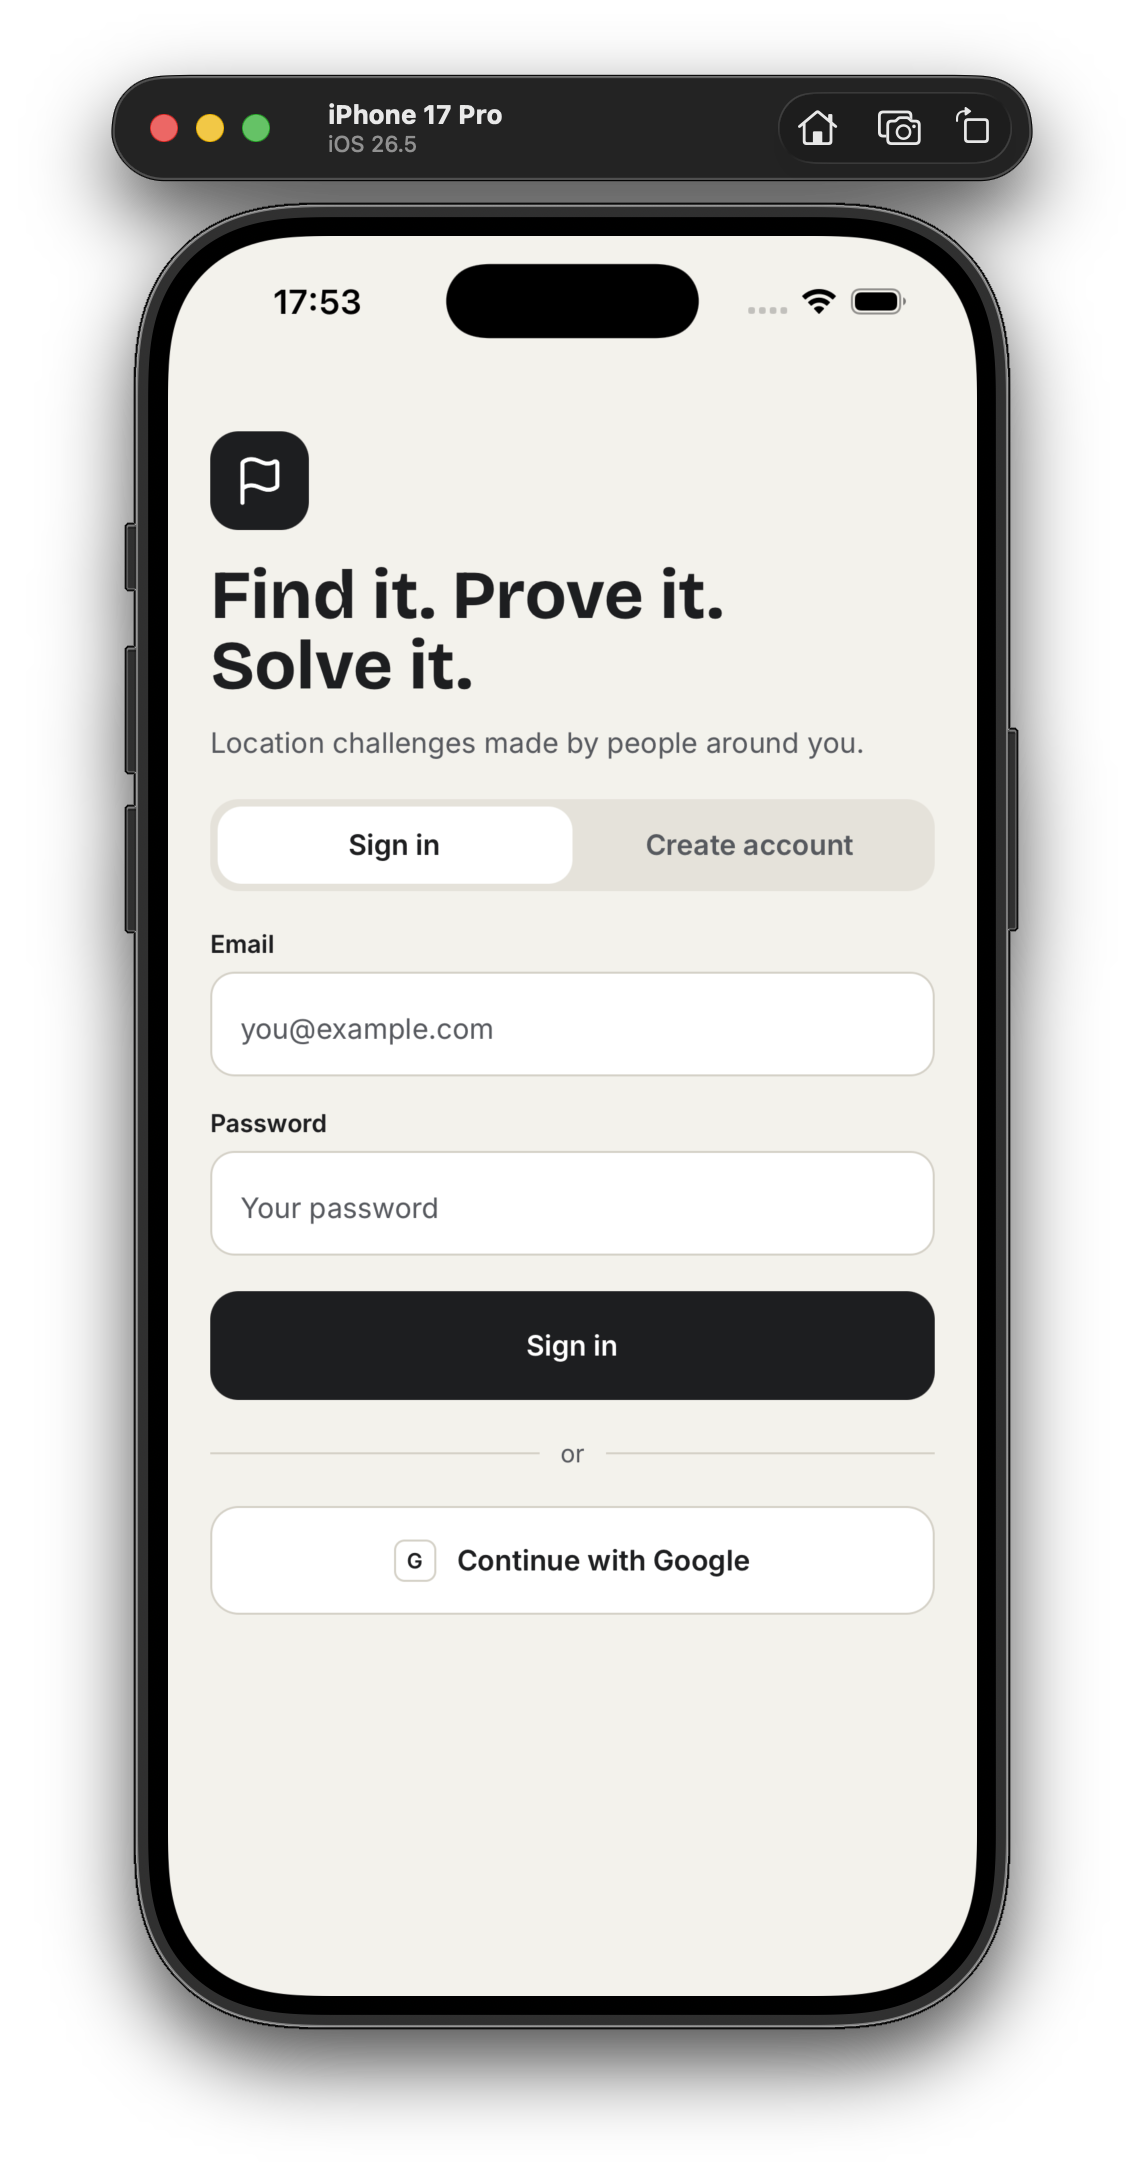 iPhone 17 Pro
iOS 26.5
17:53
Find it. Prove it.
Solve it.
Location challenges made by people around you.
Sign in
Create account
Email
you@example.com
Password
Your password
Sign in
or
G Continue with Google